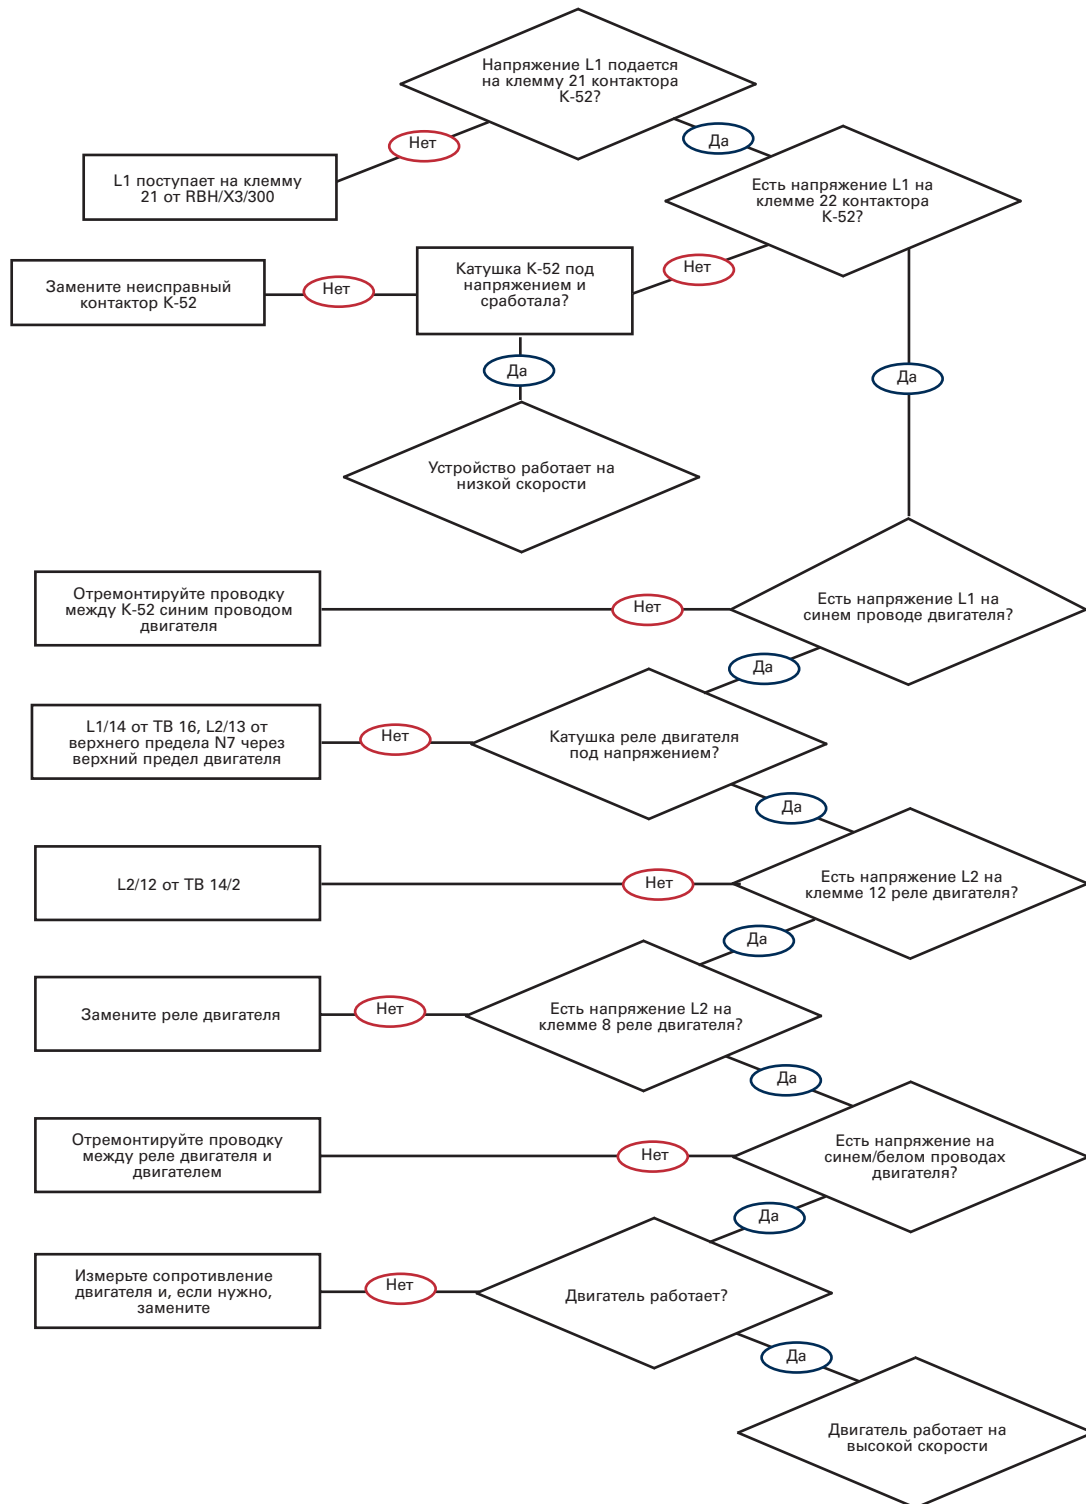 Напряжение L1 подается
на клемму 21 контактора
К-52?
Нет
Да
L1 поступает на клемму
21 от RBH/X3/300
Есть напряжение L1 на
клемме 22 контактора
К-52?
Замените неисправный
контактор К-52
Нет
Катушка К-52 под
напряжением и
сработала?
Нет
Да
Да
Устройство работает на
низкой скорости
Отремонтируйте проводку
между К-52 синим проводом
двигателя
Нет
Есть напряжение L1 на
синем проводе двигателя?
Да
L1/14 от ТВ 16, L2/13 от
верхнего предела N7 через
верхний предел двигателя
Нет
Катушка реле двигателя
под напряжением?
Да
L2/12 от ТВ 14/2
Нет
Есть напряжение L2 на
клемме 12 реле двигателя?
Да
Замените реле двигателя
Нет
Есть напряжение L2 на
клемме 8 реле двигателя?
Да
Отремонтируйте проводку
между реле двигателя и
двигателем
Нет
Есть напряжение на
синем/белом проводах
двигателя?
Да
Измерьте сопротивление
двигателя и, если нужно,
замените
Нет
Двигатель работает?
Да
Двигатель работает на
высокой скорости